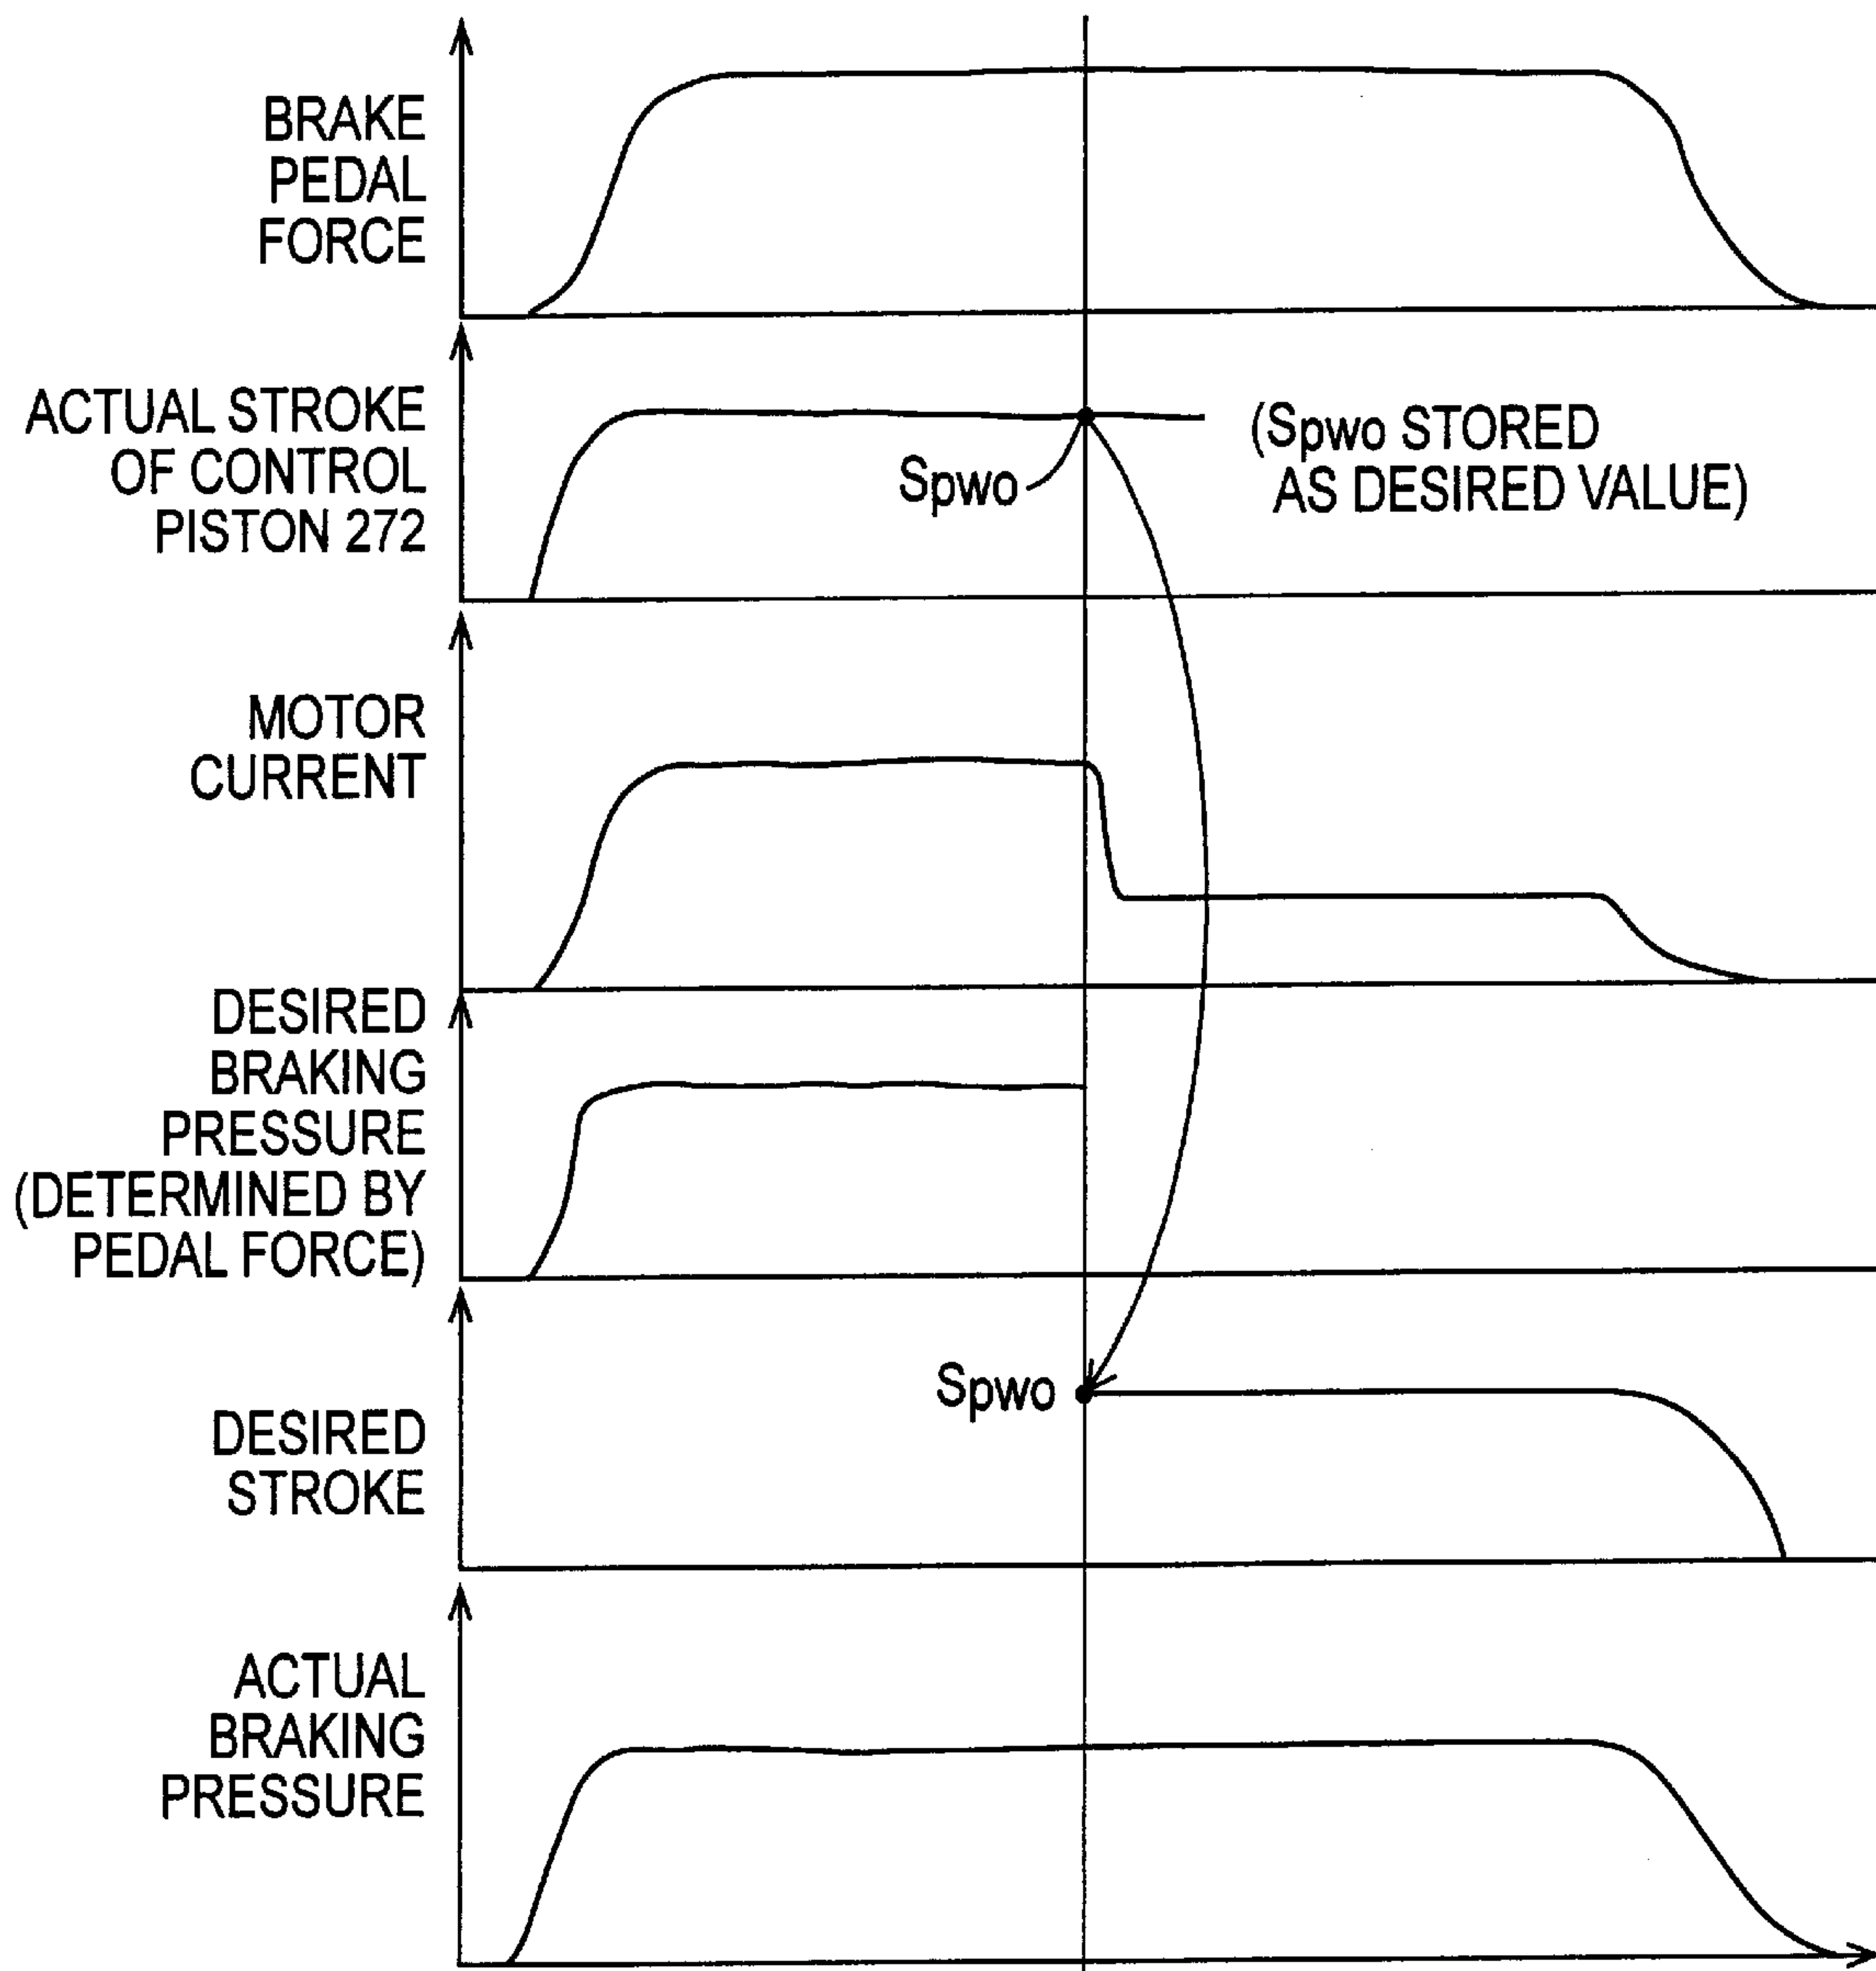 BRAKE
PEDAL
FORCE
ACTUAL STROKE
OF CONTROL
PISTON 272
Spwo
(Spwo STORED
AS DESIRED VALUE)
MOTOR
CURRENT
DESIRED
BRAKING
PRESSURE
(DETERMINED BY
PEDAL FORCE)
Spwo
DESIRED
STROKE
ACTUAL
BRAKING
PRESSURE